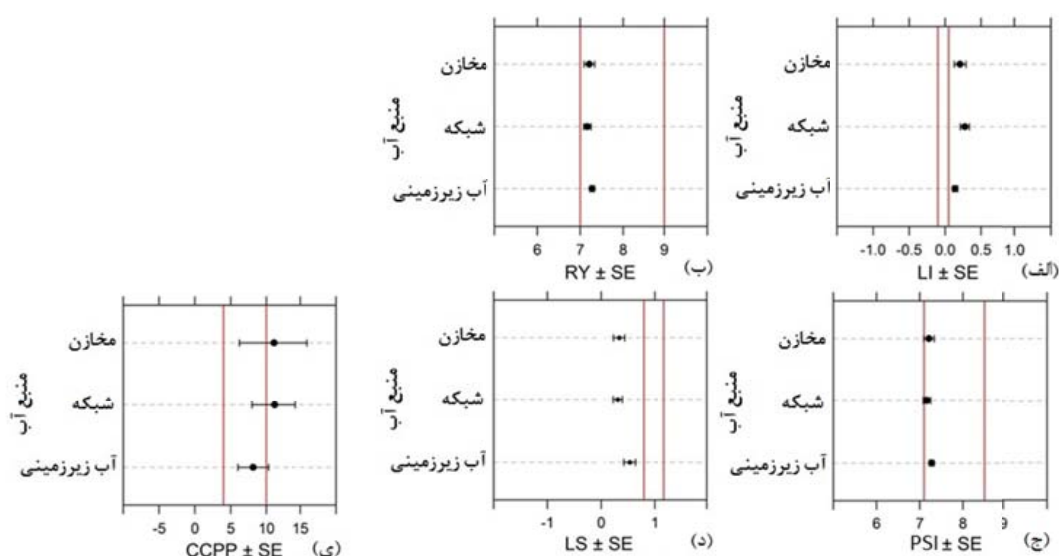 مخازن
شبکه
آب زیرزمینی
منبع آب
-1.0 -0.5 0.0 0.5 1.0
LI ± SE
(الف)
مخازن
شبکه
آب زیرزمینی
منبع آب
6 7 8 9
RY ± SE
(ب)
مخازن
شبکه
آب زیرزمینی
منبع آب
6 7 8 9
PSI ± SE
(ج)
مخازن
شبکه
آب زیرزمینی
منبع آب
-1 0 1
LS ± SE
(د)
مخازن
شبکه
آب زیرزمینی
منبع آب
-5 0 5 10 15
CCPP ± SE
(ی)